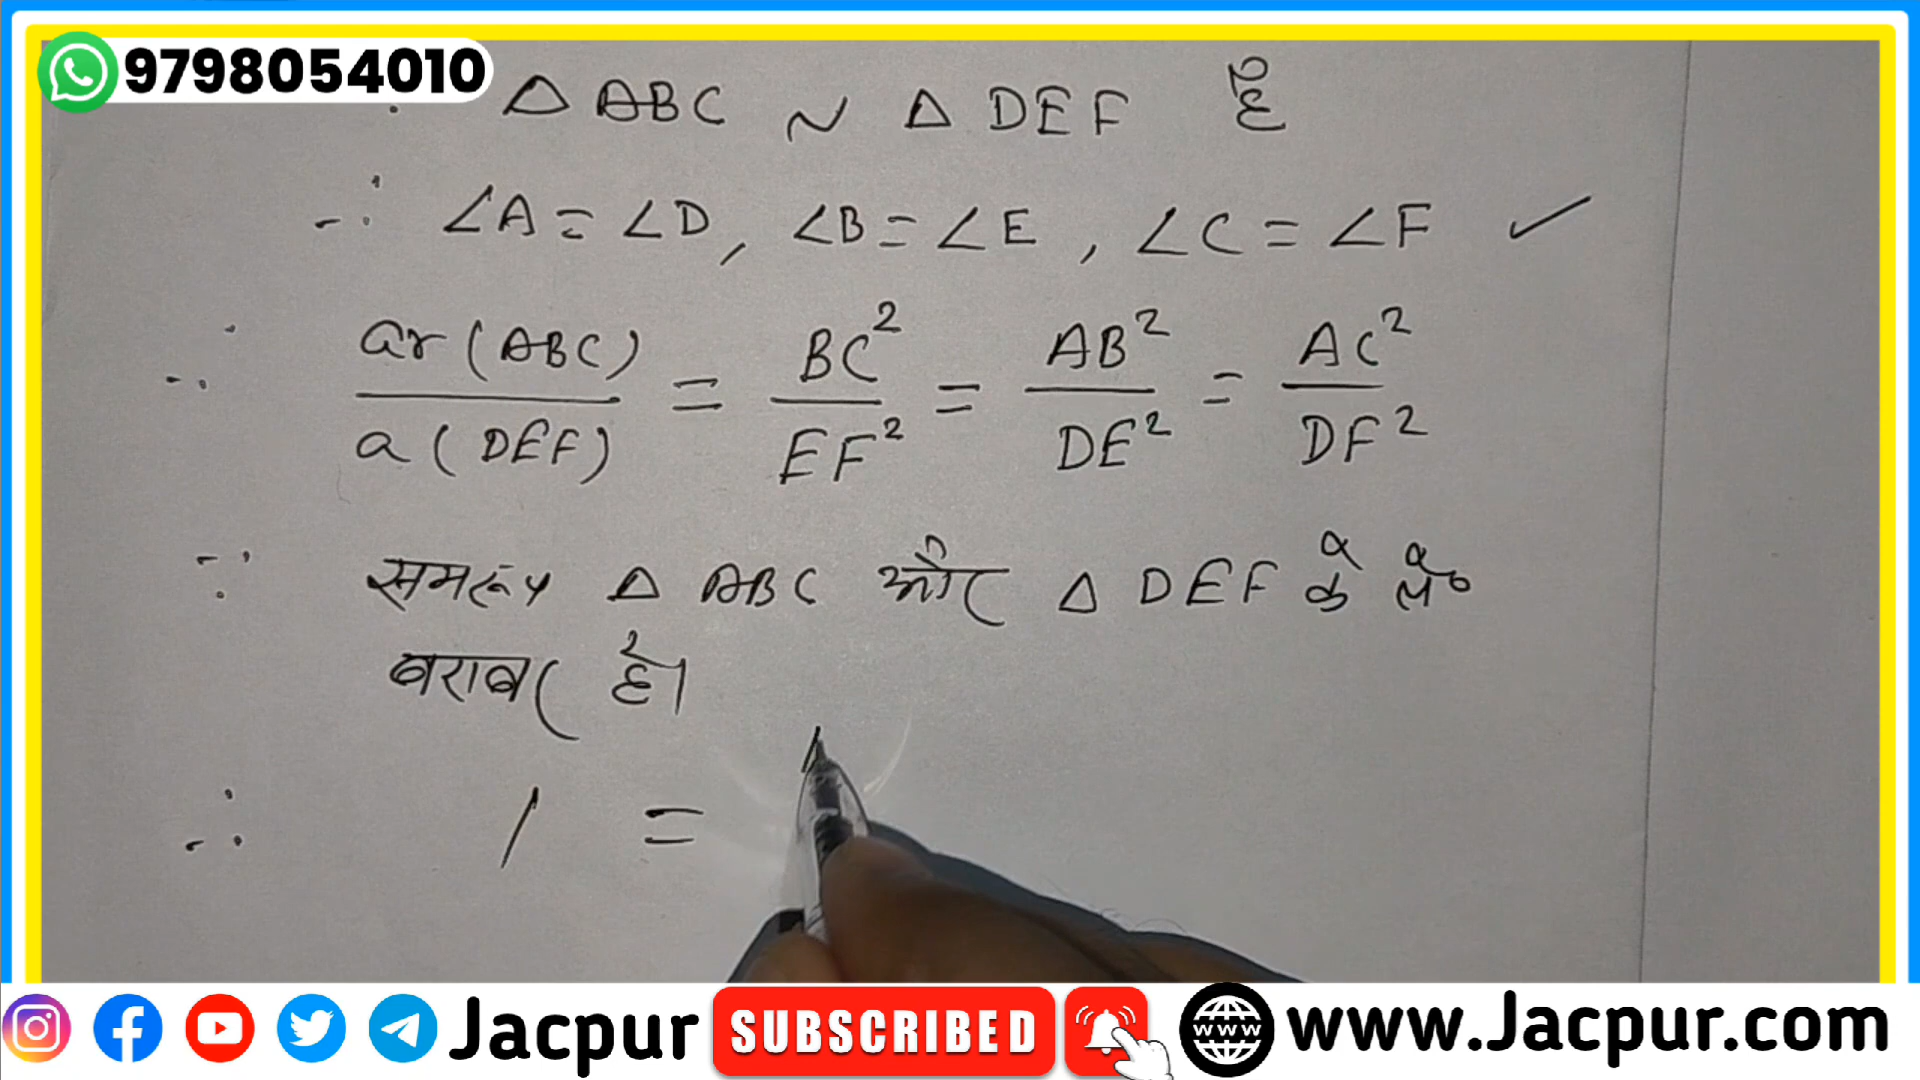 9798054010
∵ △ ABC ~ △ DEF है
∴ ∠A = ∠D, ∠B = ∠E, ∠C = ∠F ✓
∴ ar(ABC) / a(DEF) = BC² / EF² = AB² / DE² = AC² / DF²
∵ समरूप △ ABC और △ DEF के क्षे०
बराबर है।
∴ 1 =
Jacpur SUBSCRIBED www www.Jacpur.com